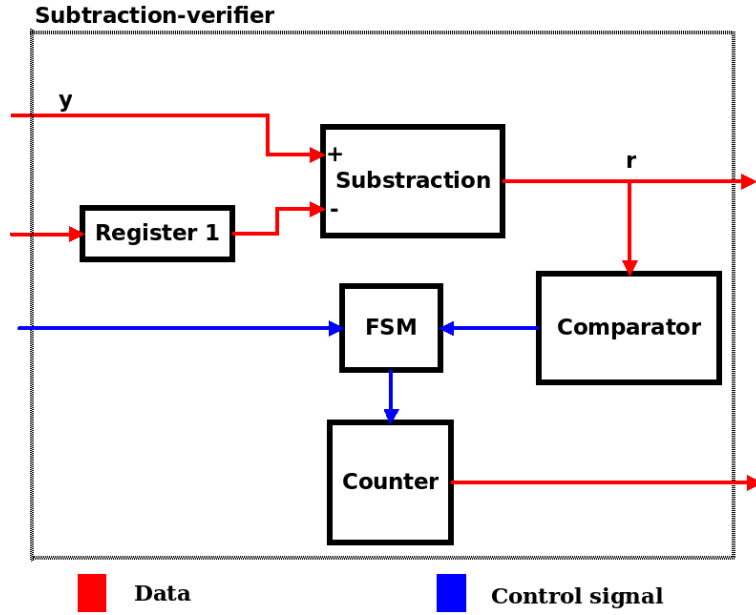 Subtraction-verifier
y
+
Substraction
r
-
Register 1
FSM
Comparator
Counter
Data
Control signal